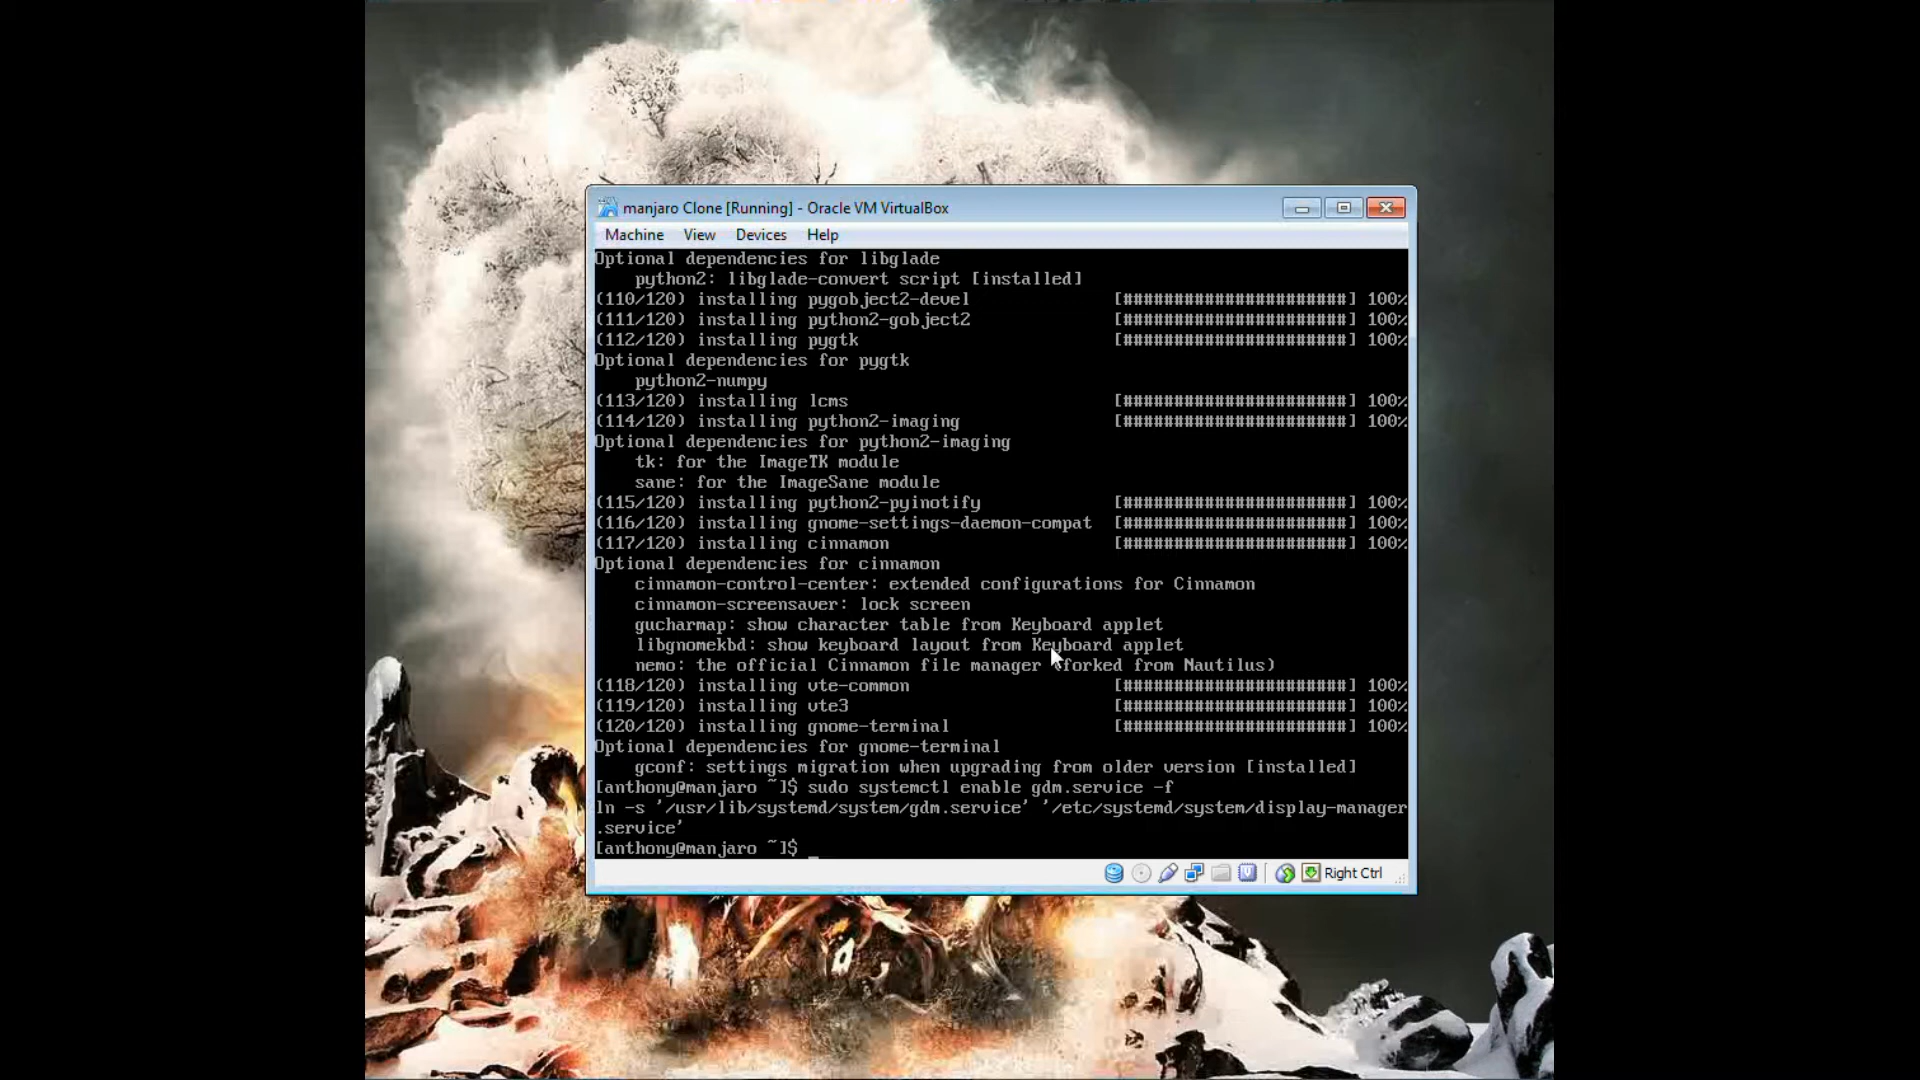 manjaro Clone [Running] - Oracle VM VirtualBox
Machine View Devices Help
Optional dependencies for libglade
python2: libglade-convert script [installed]
(110/120) installing pygobject2-devel [######################] 100%
(111/120) installing python2-gobject2 [######################] 100%
(112/120) installing pygtk [######################] 100%
Optional dependencies for pygtk
python2-numpy
(113/120) installing lcms [######################] 100%
(114/120) installing python2-imaging [######################] 100%
Optional dependencies for python2-imaging
tk: for the ImageTK module
sane: for the ImageSane module
(115/120) installing python2-pyinotify [######################] 100%
(116/120) installing gnome-settings-daemon-compat [######################] 100%
(117/120) installing cinnamon [######################] 100%
Optional dependencies for cinnamon
cinnamon-control-center: extended configurations for Cinnamon
cinnamon-screensaver: lock screen
gucharmap: show character table from Keyboard applet
libgnomekbd: show keyboard layout from Keyboard applet
nemo: the official Cinnamon file manager (forked from Nautilus)
(118/120) installing vte-common [######################] 100%
(119/120) installing vte3 [######################] 100%
(120/120) installing gnome-terminal [######################] 100%
Optional dependencies for gnome-terminal
gconf: settings migration when upgrading from older version [installed]
[anthony@manjaro ~]$ sudo systemctl enable gdm.service -f
ln -s '/usr/lib/systemd/system/gdm.service' '/etc/systemd/system/display-manager
.service'
[anthony@manjaro ~]$ _
Right Ctrl